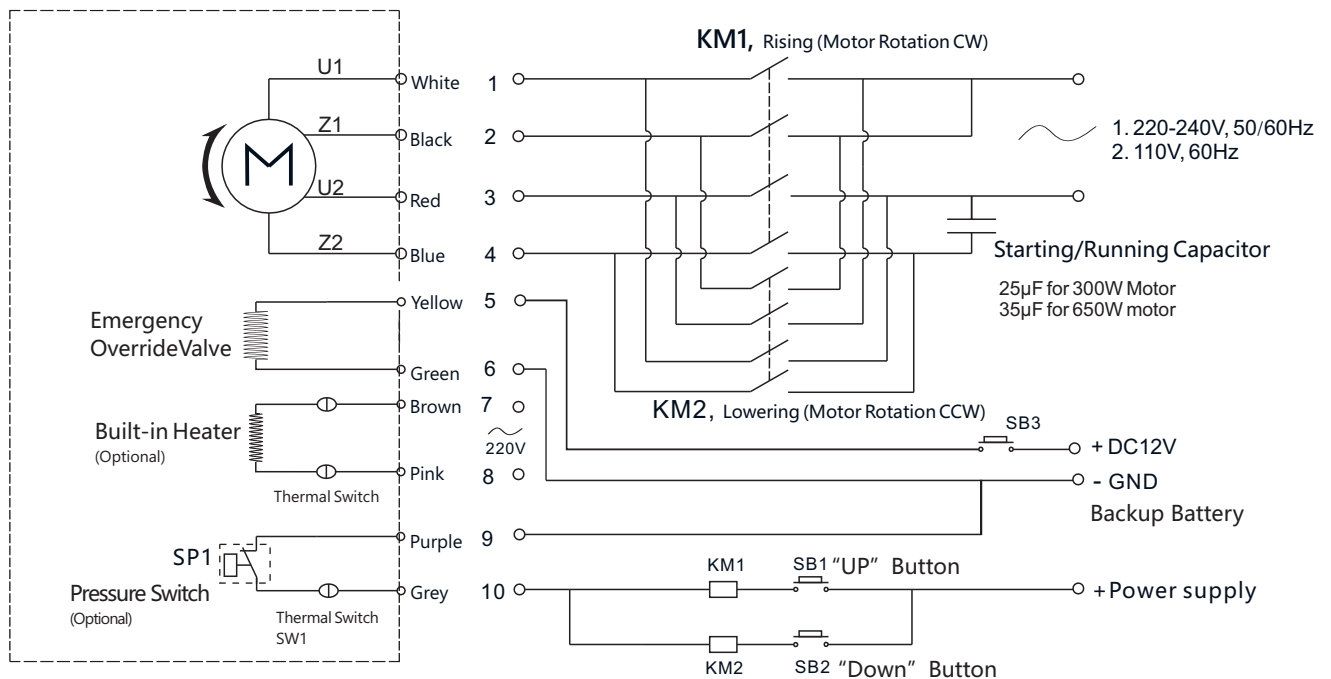 KM1, Rising (Motor Rotation CW)
U1
White 1
Z1
Black 2
1. 220-240V, 50/60Hz
2. 110V, 60Hz
M
U2
Red 3
Z2
Blue 4
Starting/Running Capacitor
25µF for 300W Motor
35µF for 650W motor
Yellow 5
Emergency
OverrideValve
Green 6
Brown 7
KM2, Lowering (Motor Rotation CCW)
SB3
Built-in Heater
(Optional)
220V
+ DC12V
Pink 8
- GND
Thermal Switch
Backup Battery
Purple 9
SP1
KM1
SB1 “UP” Button
Pressure Switch
(Optional)
Grey 10
+Power supply
Thermal Switch
SW1
KM2
SB2 “Down” Button